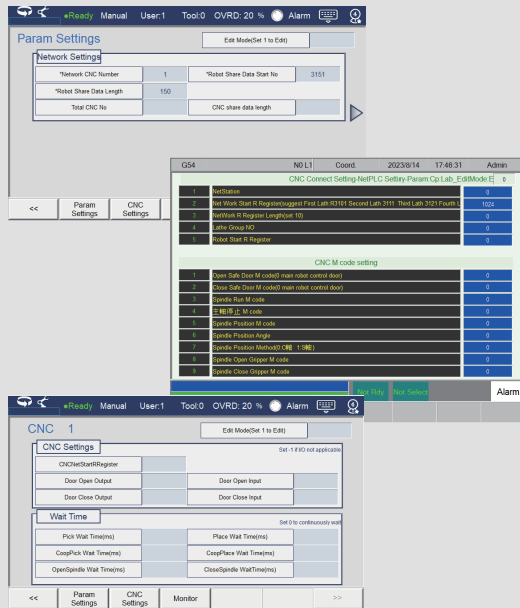 Ready Manual User:1 Tool:0 OVRD: 20 % Alarm 4
Param Settings
Edit Mode(Set 1 to Edit)
Network Settings
*Network CNC Number 1 *Robot Share Data Start No 3151
*Robot Share Data Length 150
Total CNC No CNC share data length
<< Param Settings CNC Settings
G54 N0 L1 Coord. 2023/8/14 17:46:31 Admin
CNC Connect Setting-NetPLC Settiry-Param:Cp.Lab_EditMode:E 0
1 NetStation 0
2 Net Work Start R Register(suggest First Lath:R3101 Second Lath 3111 Third Lath 3121 Fourth L 1024
3 NetWork R Register Length(set 10) 0
4 Lathe Group NO 0
5 Robot Start R Register 0
CNC M code setting
1 Open Safe Door M code(0 main robot control door) 0
2 Close Safe Door M code(0 main robot control door) 0
3 Spindle Run M code 0
4 主軸停止 M code 0
5 Spindle Position M code 0
6 Spindle Position Angle 0
7 Spindle Position Method(0:C軸 1:S軸) 0
8 Spindle Open Gripper M code 0
9 Spindle Close Gripper M code 0
Not Rdy Not Select Alarm
Ready Manual User:1 Tool:0 OVRD: 20 % Alarm 4
CNC 1
Edit Mode(Set 1 to Edit)
CNC Settings
Set -1 if I/O not applicable
CNCNetStartRRegister
Door Open Output Door Open Input
Door Close Output Door Close Input
Wait Time
Set 0 to continuously wait
Pick Wait Time(ms) Place Wait Time(ms)
CoopPick Wait Time(ms) CoopPlace Wait Time(ms)
OpenSpindle WaitTime(ms) CloseSpindle WaitTime(ms)
<< Param Settings CNC Settings Monitor >>